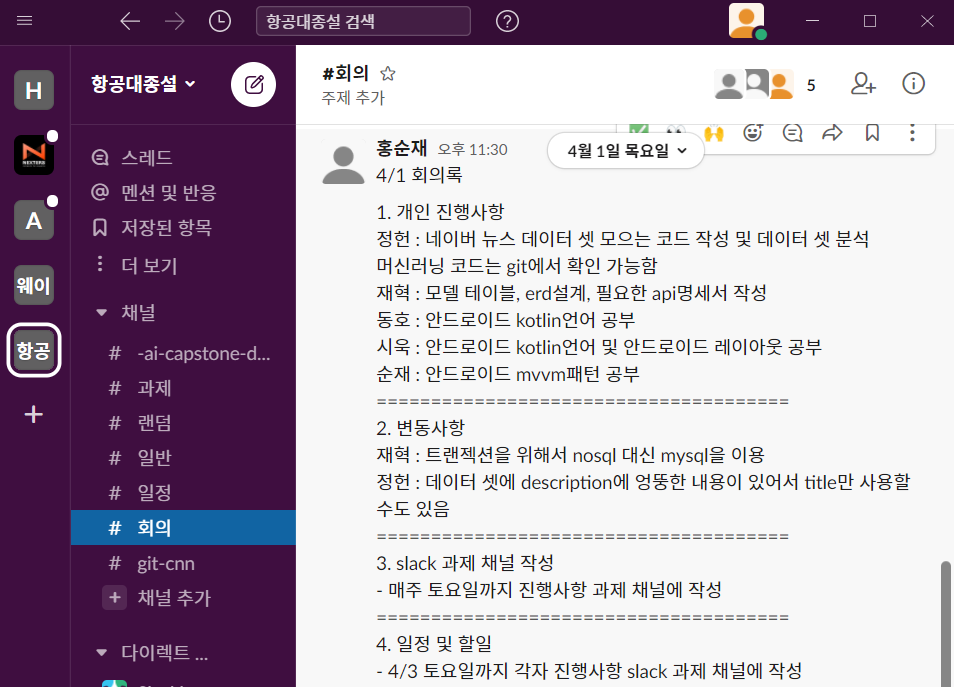 항공대종설 검색
H
NEXTERS
A
웨이
항공
항공대종설
스레드
멘션 및 반응
저장된 항목
더 보기
채널
# -ai-capstone-d...
# 과제
# 랜덤
# 일반
# 일정
# 회의
# git-cnn
+ 채널 추가
다이렉트 ...
#회의
주제 추가
5
4월 1일 목요일
홍순재 오후 11:30
4/1 회의록
1. 개인 진행사항
정헌 : 네이버 뉴스 데이터 셋 모으는 코드 작성 및 데이터 셋 분석
머신러닝 코드는 git에서 확인 가능함
재혁 : 모델 테이블, erd설계, 필요한 api명세서 작성
동호 : 안드로이드 kotlin언어 공부
시욱 : 안드로이드 kotlin언어 및 안드로이드 레이아웃 공부
순재 : 안드로이드 mvvm패턴 공부
======================================
2. 변동사항
재혁 : 트랜젝션을 위해서 nosql 대신 mysql을 이용
정헌 : 데이터 셋에 description에 엉뚱한 내용이 있어서 title만 사용할
수도 있음
======================================
3. slack 과제 채널 작성
- 매주 토요일까지 진행사항 과제 채널에 작성
======================================
4. 일정 및 할일
- 4/3 토요일까지 각자 진행사항 slack 과제 채널에 작성